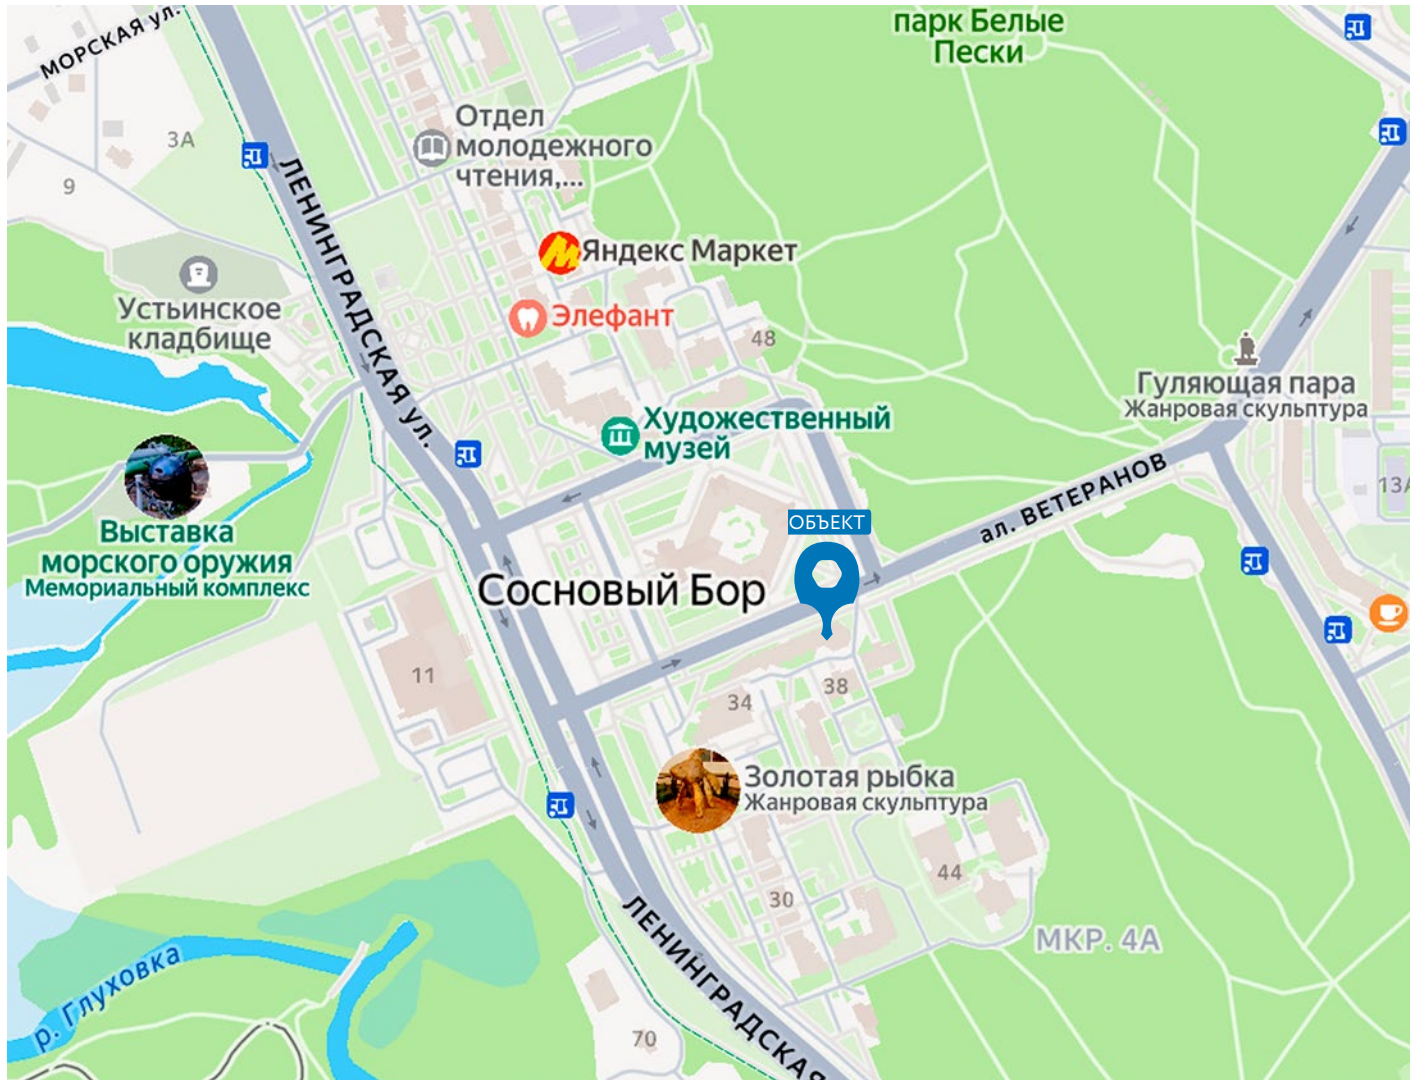 парк Белые
Пески
МОРСКАЯ ул.
Отдел
молодежного
чтения,...
3А
9
ЛЕНИНГРАДСКАЯ ул.
Яндекс Маркет
Устьинское
кладбище
Элефант
48
Гуляющая пара
Жанровая скульптура
Художественный
музей
13А
ал. ВЕТЕРАНОВ
Выставка
морского оружия
Мемориальный комплекс
ОБЪЕКТ
Сосновый Бор
11
34
38
Золотая рыбка
Жанровая скульптура
44
30
МКР. 4А
ЛЕНИНГРАДСКАЯ
р. Глуховка
70